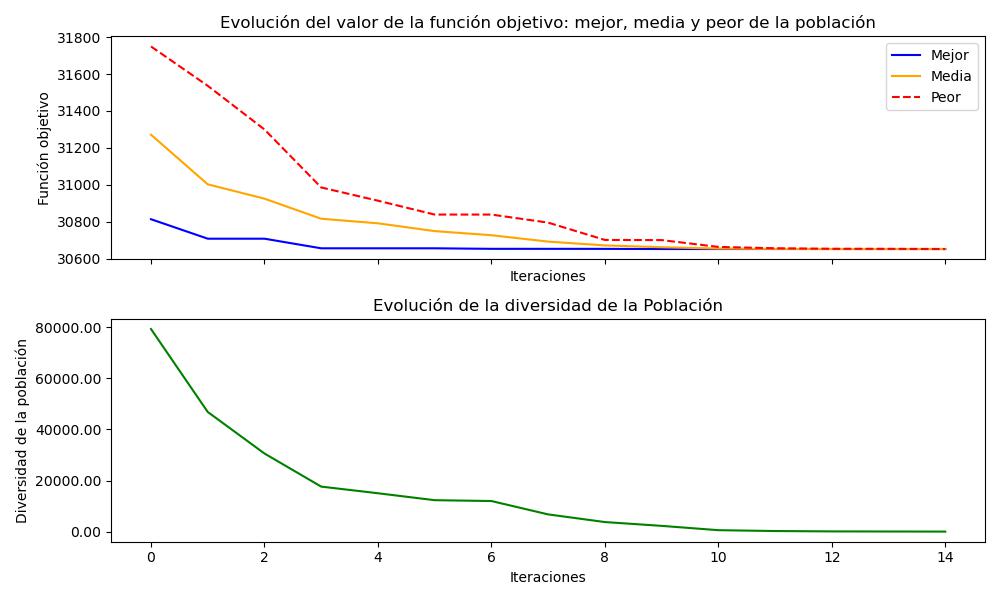 Evolución del valor de la función objetivo: mejor, media y peor de la población
31800
31600
31400
31200
31000
30800
30600
Función objetivo
Mejor
Media
Peor
Iteraciones
Evolución de la diversidad de la Población
80000.00
60000.00
40000.00
20000.00
0.00
Diversidad de la población
0 2 4 6 8 10 12 14
Iteraciones